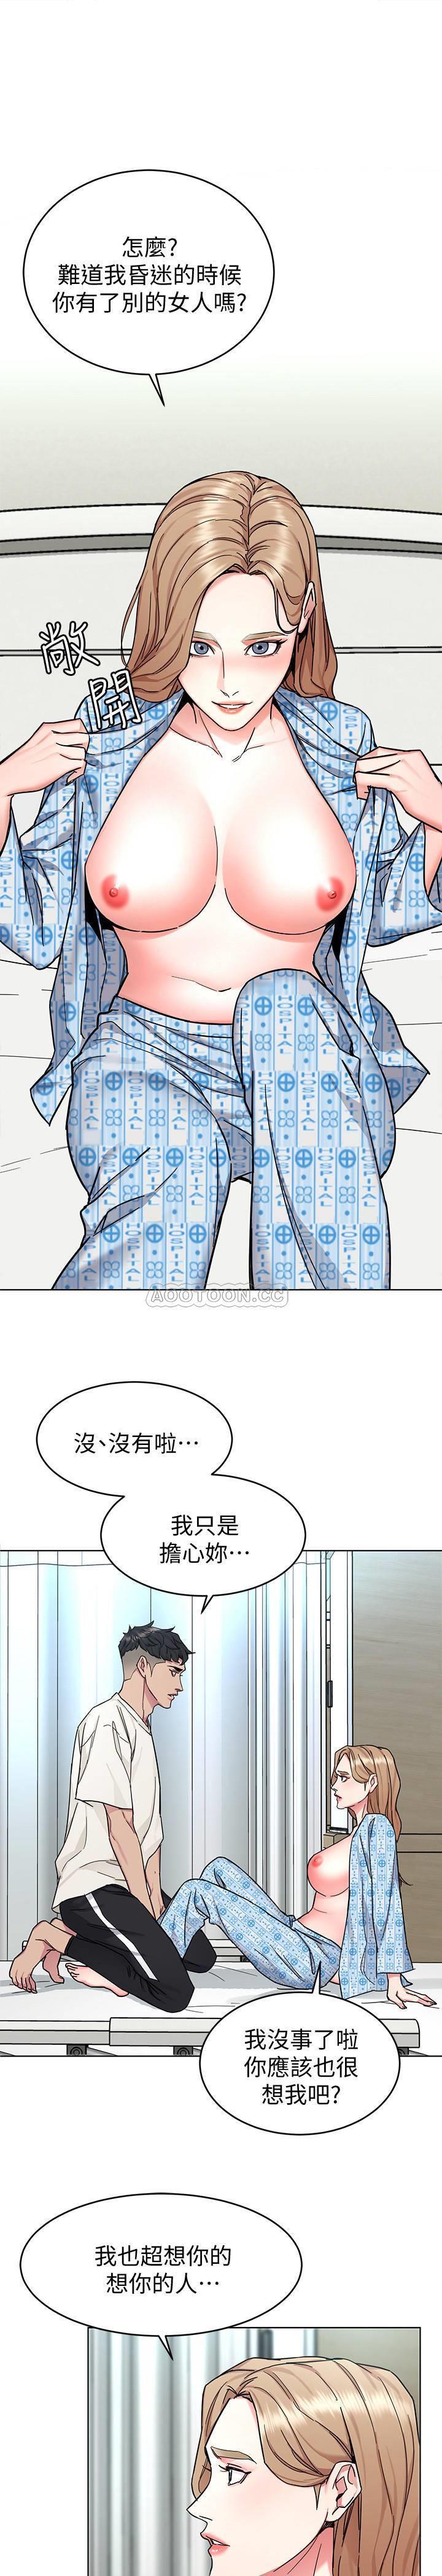 怎麼?
難道我昏迷的時候
你有了別的女人嗎?
敞
開
HOSPITAL
AOOTOON.CC
沒、沒有啦…
我只是
擔心妳…
我沒事了啦
你應該也很
想我吧?
我也超想你的
想你的人…